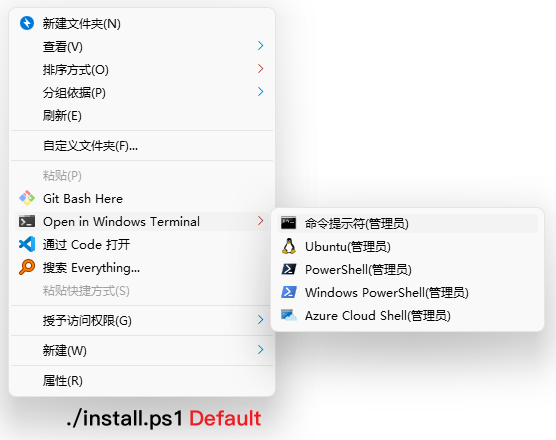 新建文件夹(N)
查看(V)
排序方式(O)
分组依据(P)
刷新(E)
自定义文件夹(F)...
粘贴(P)
Git Bash Here
Open in Windows Terminal
通过 Code 打开
搜索 Everything...
粘贴快捷方式(S)
授予访问权限(G)
新建(W)
属性(R)
命令提示符(管理员)
Ubuntu(管理员)
PowerShell(管理员)
Windows PowerShell(管理员)
Azure Cloud Shell(管理员)
./install.ps1 Default